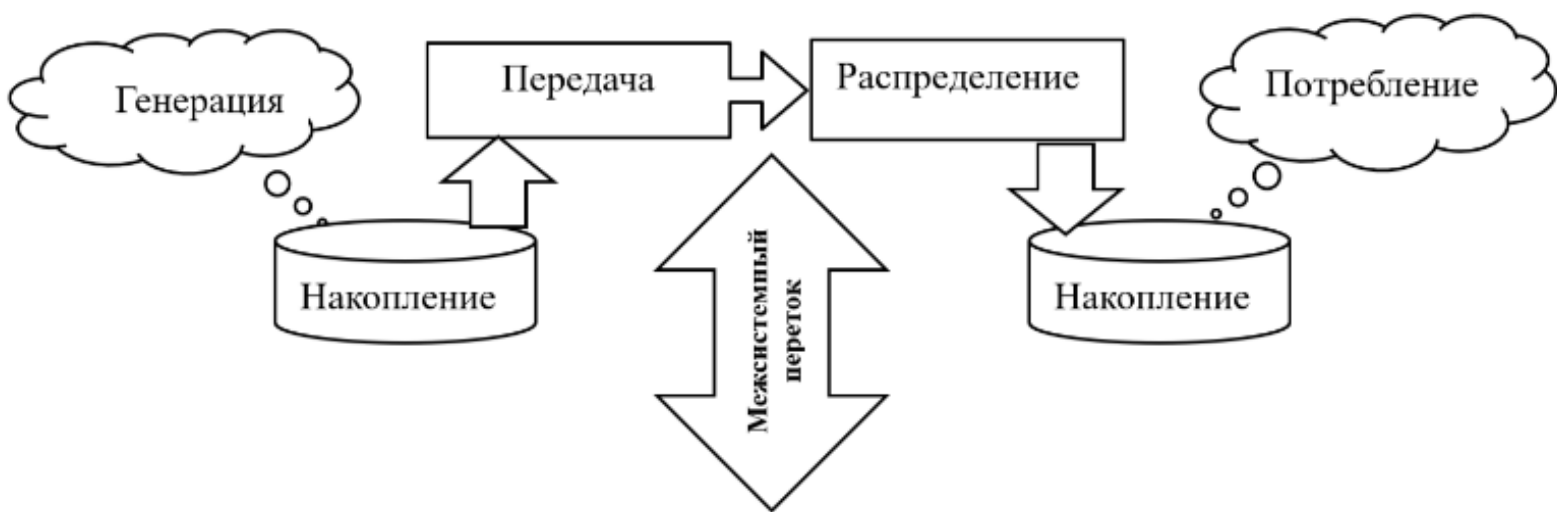 Генерация
Передача
Распределение
Потребление
Накопление
Межсистемный
переток
Накопление